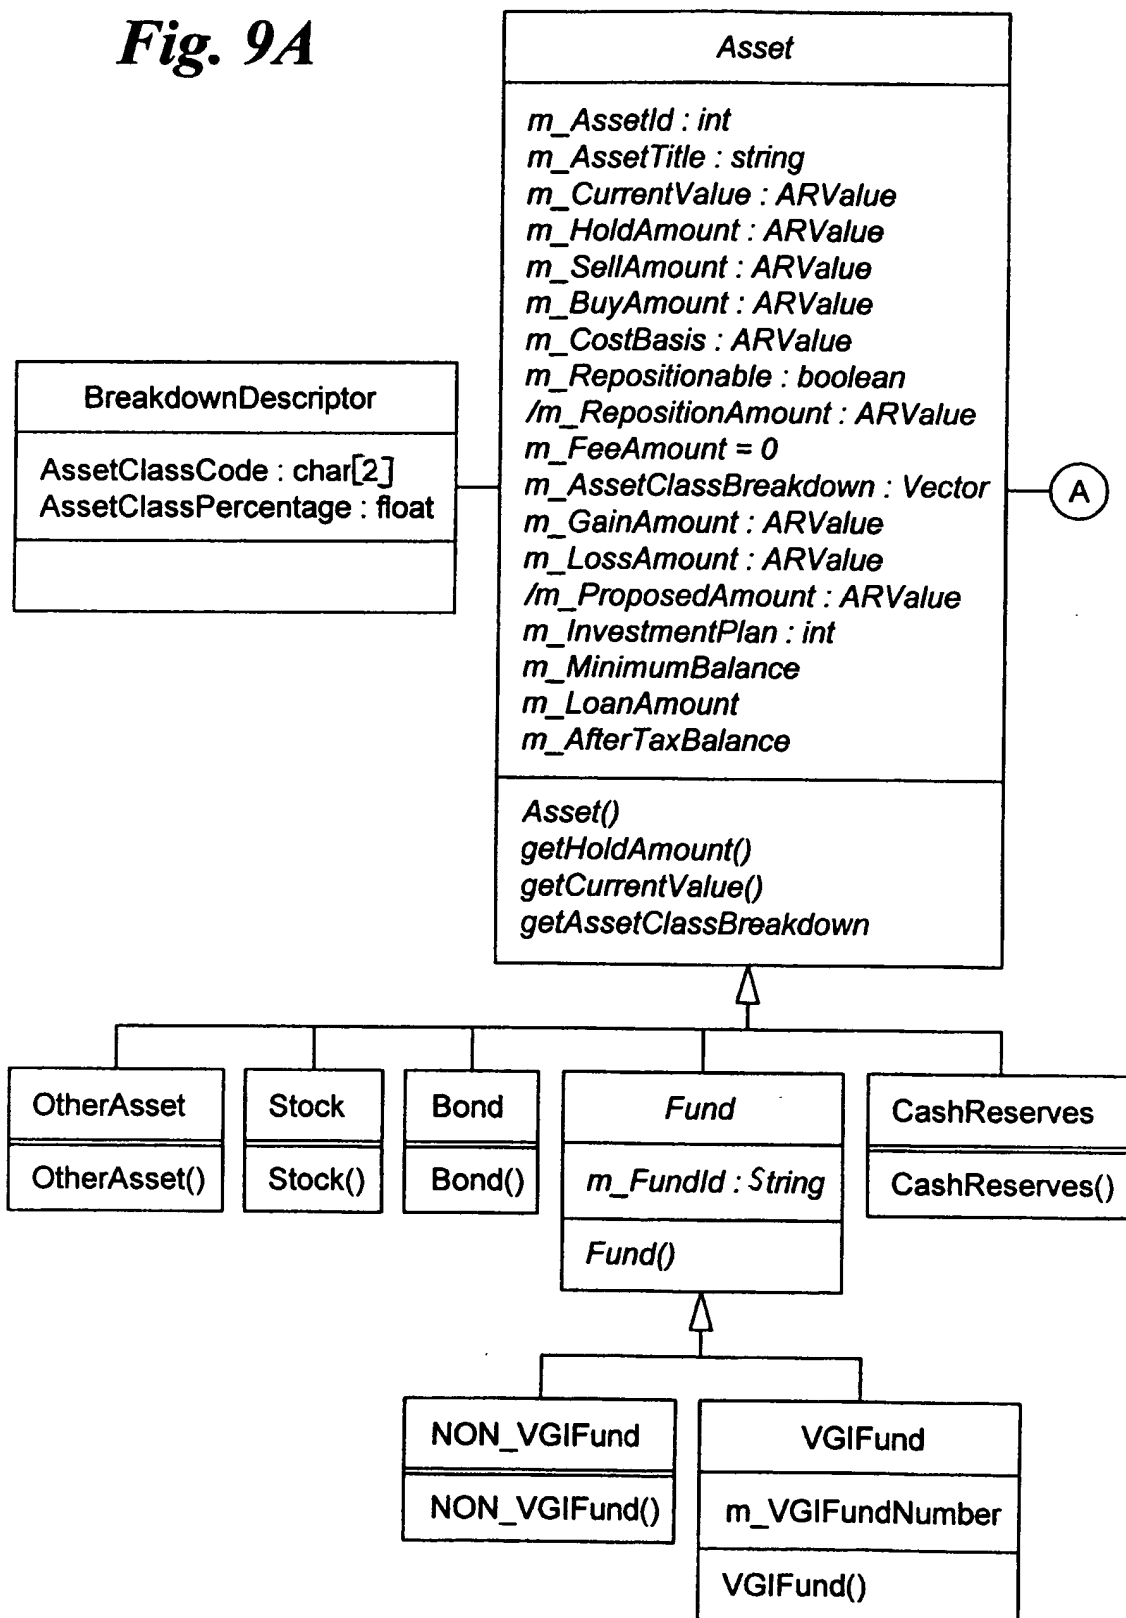 Fig. 9A
Asset
m_AssetId : int
m_AssetTitle : string
m_CurrentValue : ARValue
m_HoldAmount : ARValue
m_SellAmount : ARValue
m_BuyAmount : ARValue
m_CostBasis : ARValue
m_Repositionable : boolean
/m_RepositionAmount : ARValue
m_FeeAmount = 0
m_AssetClassBreakdown : Vector
m_GainAmount : ARValue
m_LossAmount : ARValue
/m_ProposedAmount : ARValue
m_InvestmentPlan : int
m_MinimumBalance
m_LoanAmount
m_AfterTaxBalance
Asset()
getHoldAmount()
getCurrentValue()
getAssetClassBreakdown
BreakdownDescriptor
AssetClassCode : char[2]
AssetClassPercentage : float
A
OtherAsset
OtherAsset()
Stock
Stock()
Bond
Bond()
Fund
m_FundId : String
Fund()
CashReserves
CashReserves()
NON_VGIFund
NON_VGIFund()
VGIFund
m_VGIFundNumber
VGIFund()